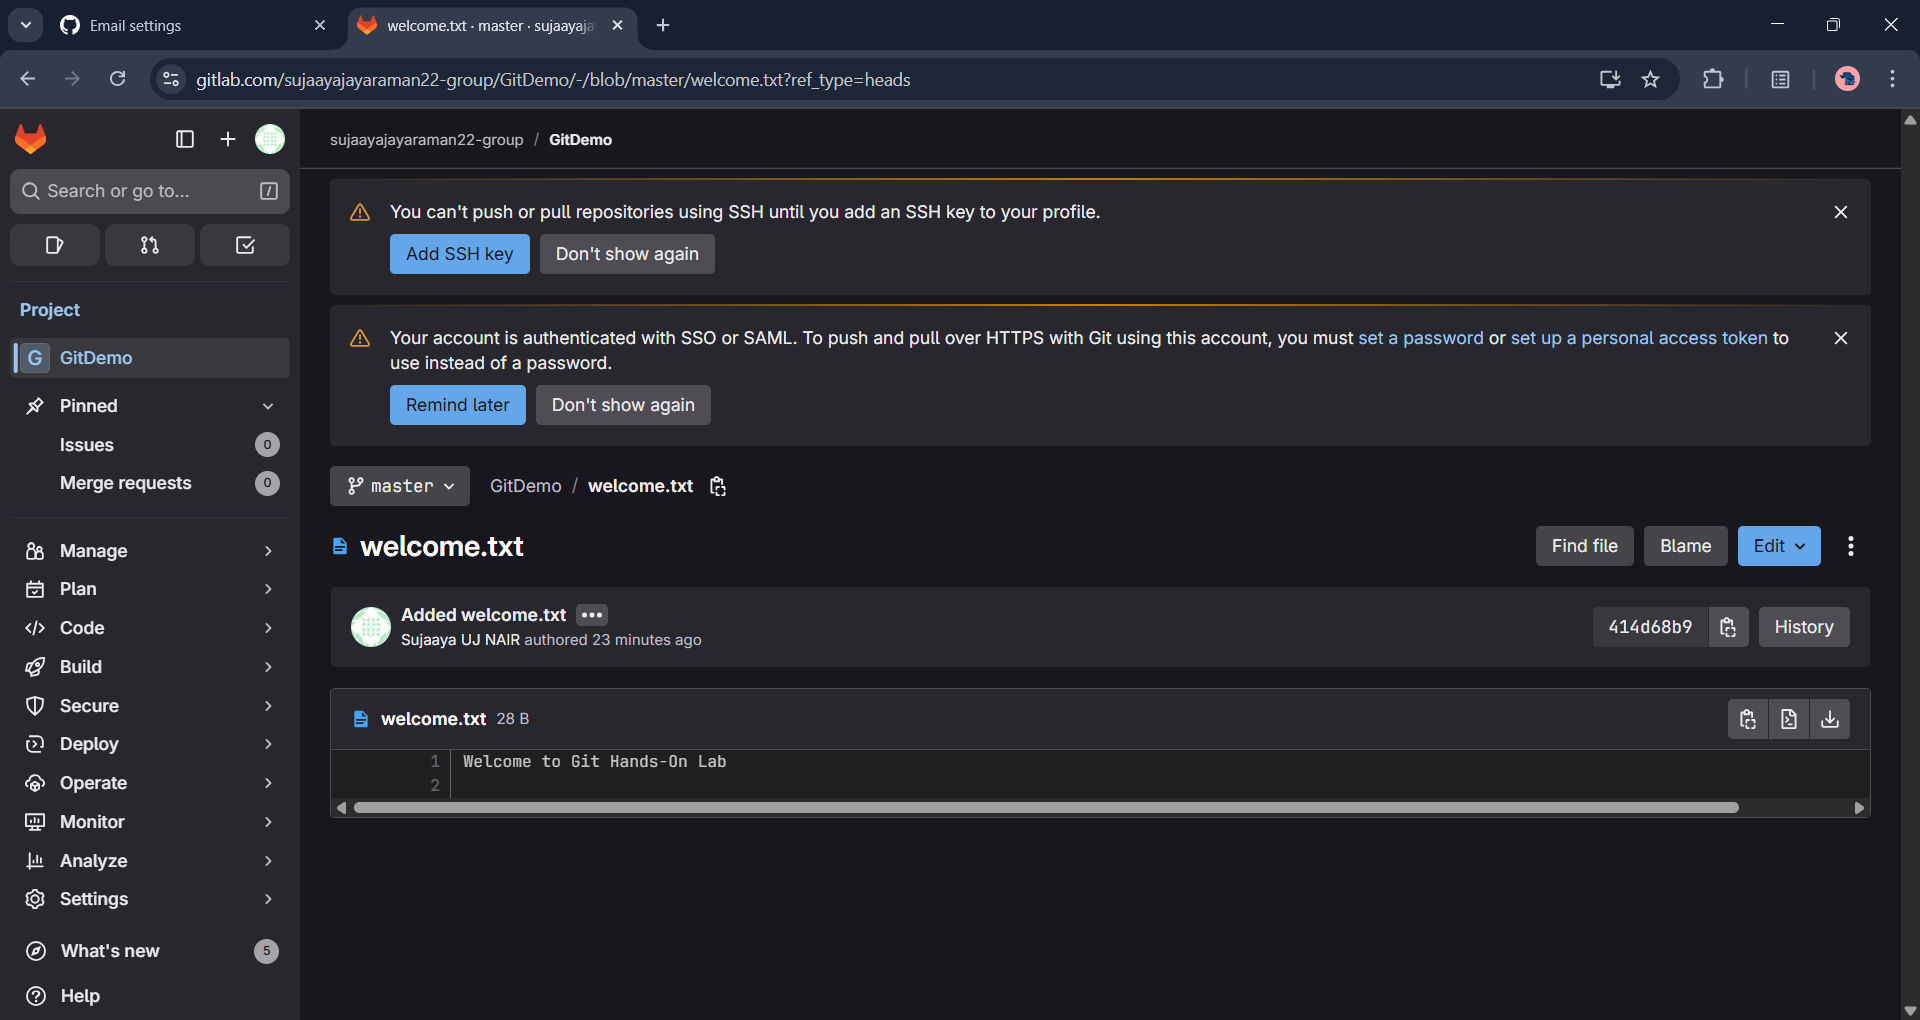 Email settings
welcome.txt · master · sujaayaja
gitlab.com/sujaayajayaraman22-group/GitDemo/-/blob/master/welcome.txt?ref_type=heads
sujaayajayaraman22-group / GitDemo
Search or go to...
/
Project
G GitDemo
Pinned
Issues 0
Merge requests 0
Manage
Plan
Code
Build
Secure
Deploy
Operate
Monitor
Analyze
Settings
What's new 5
Help
You can't push or pull repositories using SSH until you add an SSH key to your profile.
Add SSH key Don't show again
Your account is authenticated with SSO or SAML. To push and pull over HTTPS with Git using this account, you must set a password or set up a personal access token to
use instead of a password.
Remind later Don't show again
master GitDemo / welcome.txt
welcome.txt
Find file Blame Edit
Added welcome.txt
Sujaaya UJ NAIR authored 23 minutes ago
414d68b9 History
welcome.txt 28 B
1 Welcome to Git Hands-On Lab
2